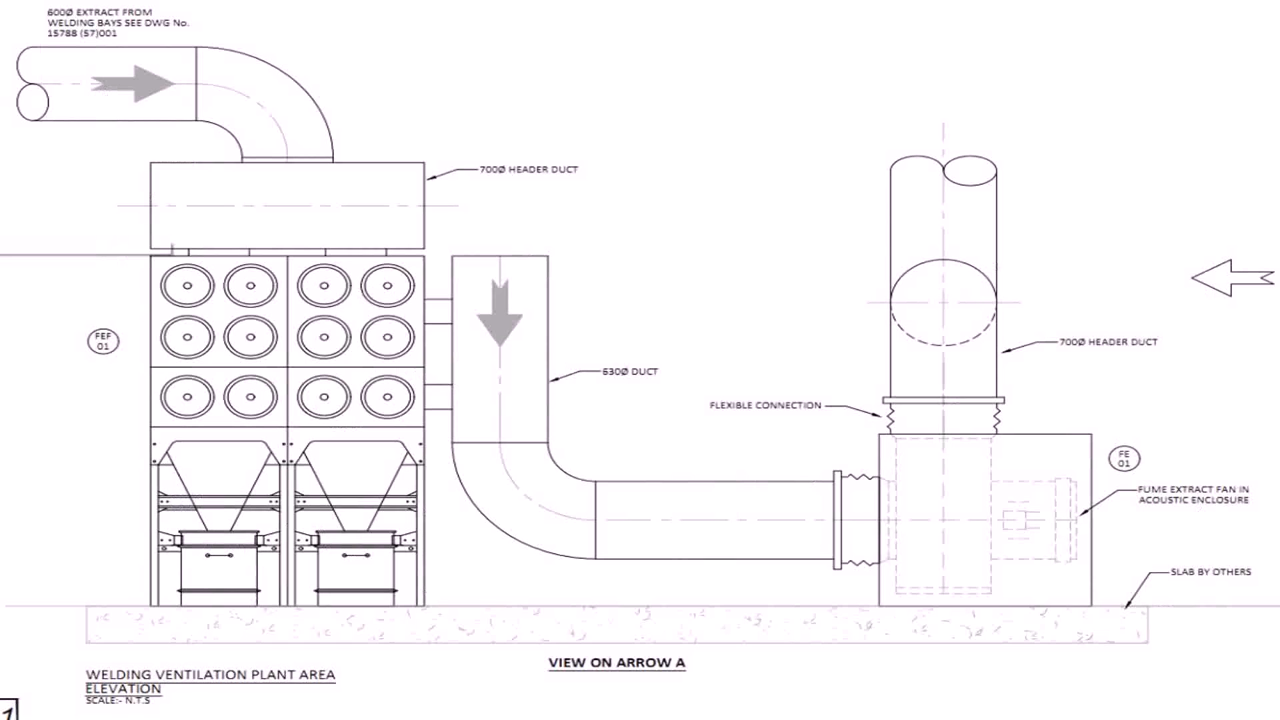 600Ø EXTRACT FROM
WELDING BAYS SEE DWG No.
15788 (57)001
700Ø HEADER DUCT
FEF
01
630Ø DUCT
700Ø HEADER DUCT
FLEXIBLE CONNECTION
FE
01
FUME EXTRACT FAN IN
ACOUSTIC ENCLOSURE
SLAB BY OTHERS
VIEW ON ARROW A
WELDING VENTILATION PLANT AREA
ELEVATION
SCALE:- N.T.S
1